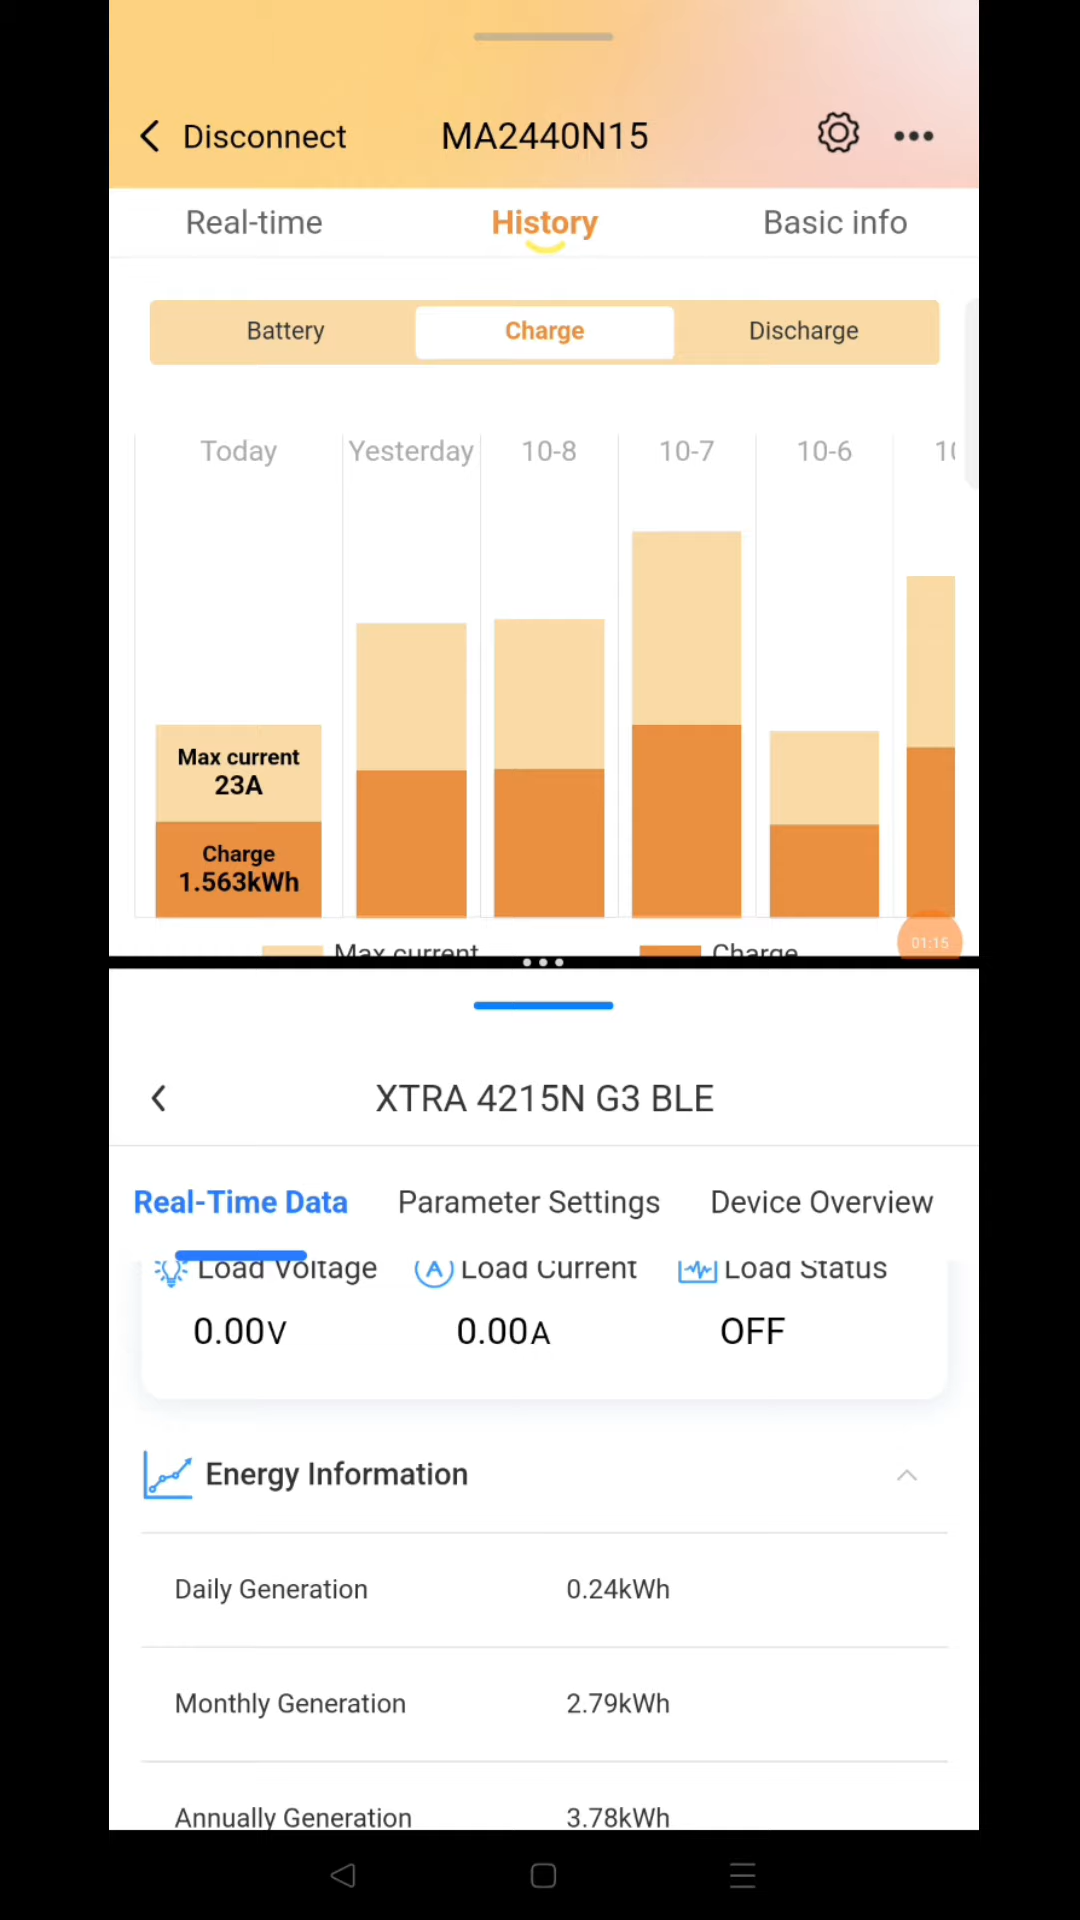 Disconnect MA2440N15
Real-time History Basic info
Battery Charge Discharge
Today Yesterday 10-8 10-7 10-6
Max current
23A
Charge
1.563kWh
Max current Charge
01:15
XTRA 4215N G3 BLE
Real-Time Data Parameter Settings Device Overview
Load Voltage Load Current Load Status
0.00V 0.00A OFF
Energy Information
Daily Generation 0.24kWh
Monthly Generation 2.79kWh
Annually Generation 3.78kWh